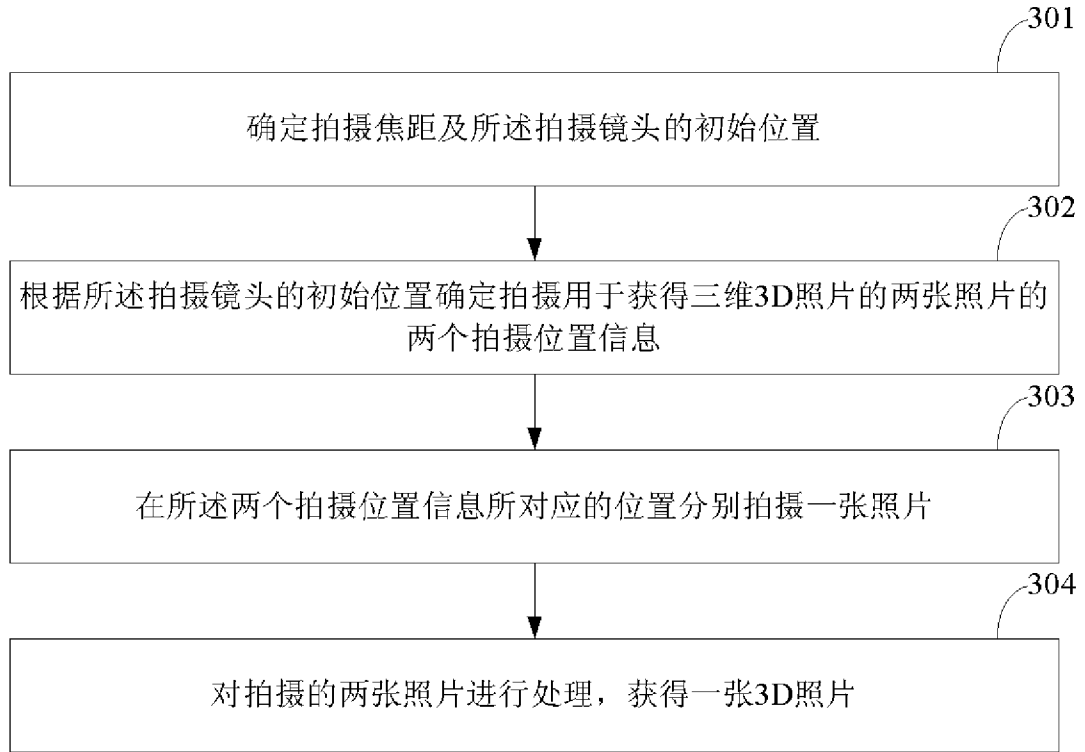 301
确定拍摄焦距及所述拍摄镜头的初始位置
302
根据所述拍摄镜头的初始位置确定拍摄用于获得三维3D照片的两张照片的
两个拍摄位置信息
303
在所述两个拍摄位置信息所对应的位置分别拍摄一张照片
304
对拍摄的两张照片进行处理，获得一张3D照片